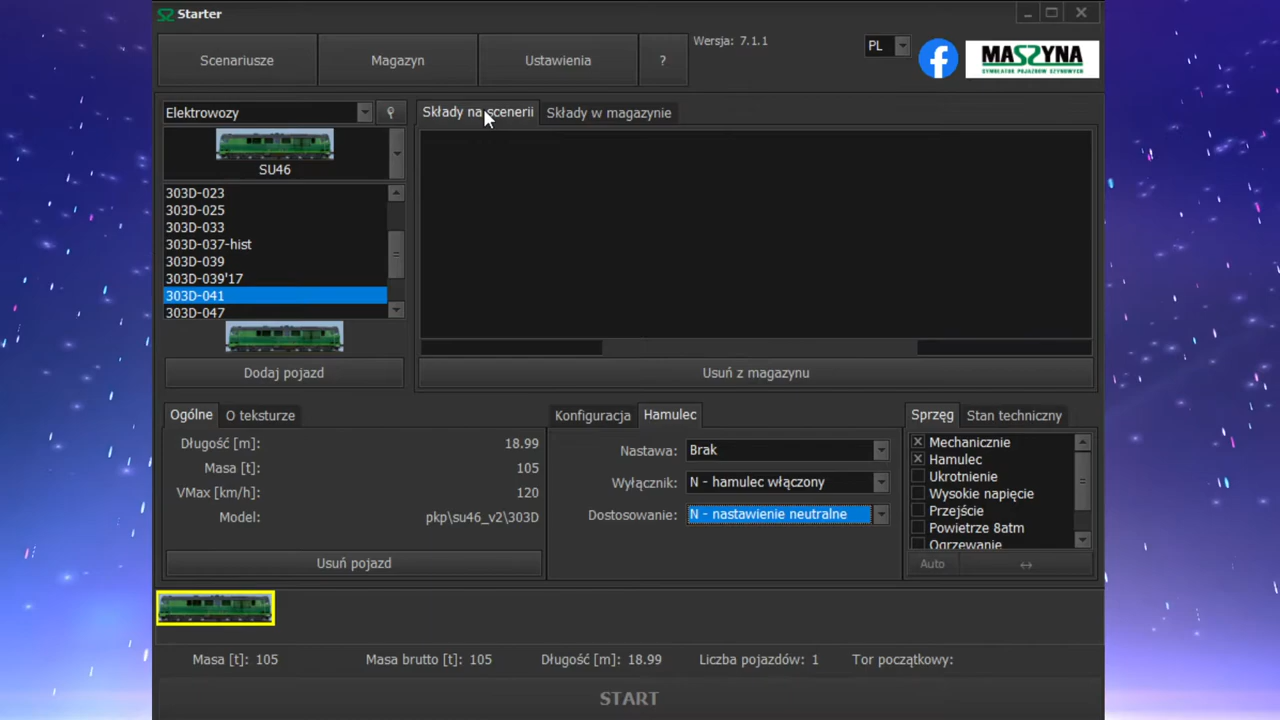 Starter
Scenariusze
Magazyn
Ustawienia
?
Wersja: 7.1.1
PL
MASZYNA
SYMULATOR POJAZDÓW SZYNOWYCH
Elektrowozy
SU46
303D-023
303D-025
303D-033
303D-037-hist
303D-039
303D-039'17
303D-041
303D-047
Dodaj pojazd
Składy na scenerii
Składy w magazynie
Usuń z magazynu
Ogólne
O teksturze
Długość [m]: 18.99
Masa [t]: 105
VMax [km/h]: 120
Model: pkp\su46_v2\303D
Usuń pojazd
Konfiguracja
Hamulec
Nastawa: Brak
Wyłącznik: N - hamulec włączony
Dostosowanie: N - nastawienie neutralne
Sprzęg
Stan techniczny
Mechanicznie
Hamulec
Ukrotnienie
Wysokie napięcie
Przejście
Powietrze 8atm
Ogrzewanie
Auto
Masa [t]: 105
Masa brutto [t]: 105
Długość [m]: 18.99
Liczba pojazdów: 1
Tor początkowy:
START